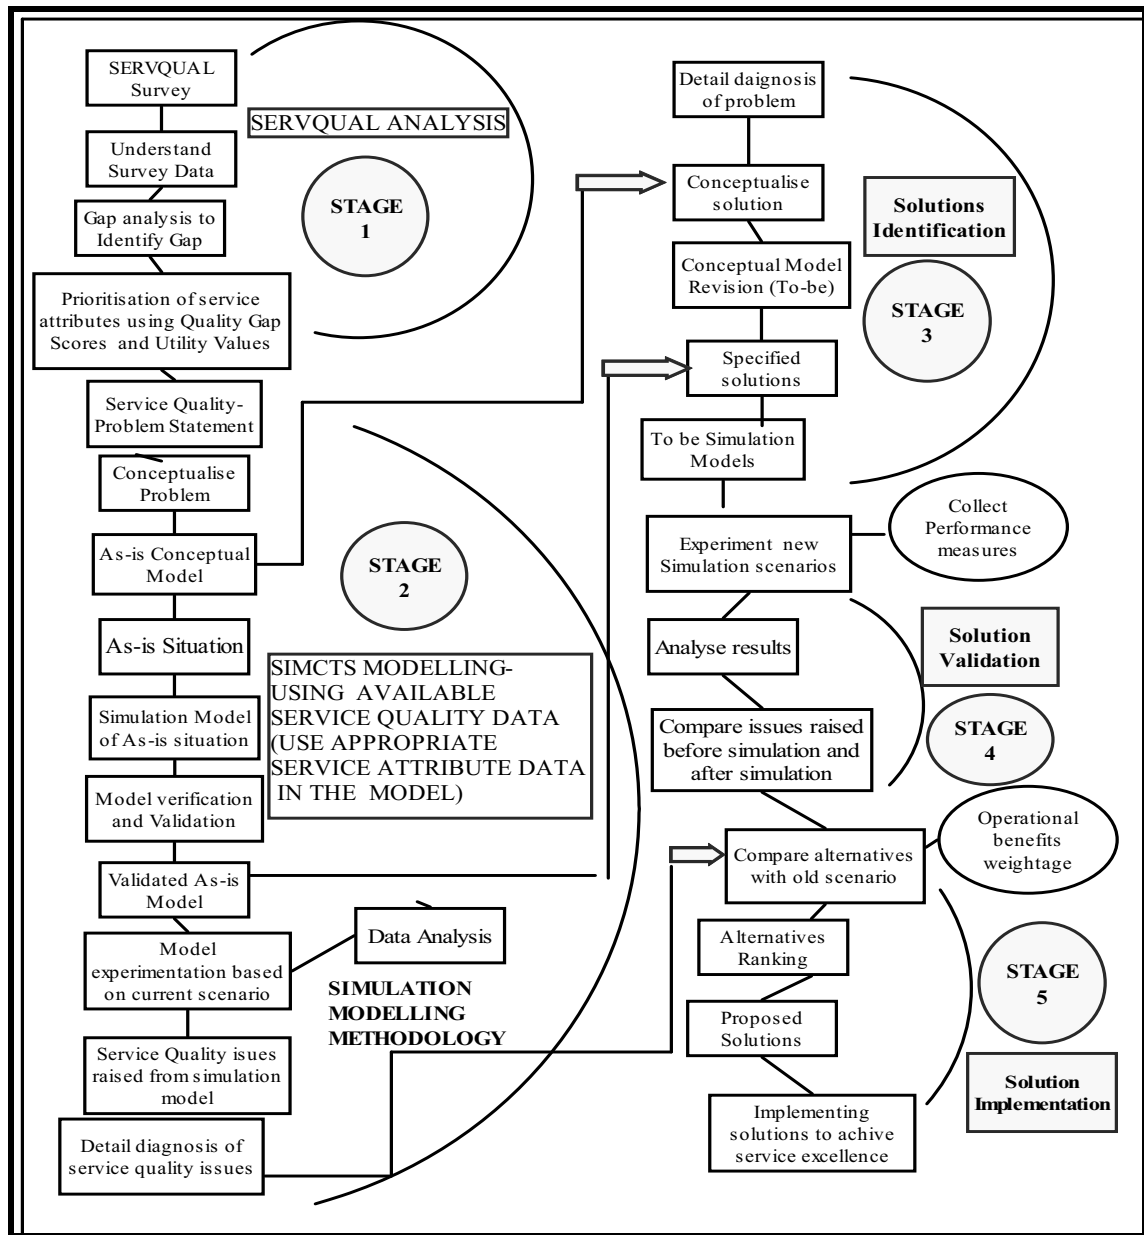 SERVQUAL
Survey
Understand
Survey Data
Gap analysis to
Identify Gap
Prioritisation of service
attributes using Quality Gap
Scores and Utility Values
Service Quality-
Problem Statement
Conceptualise
Problem
As-is Conceptual
Model
As-is Situation
Simulation Model
of As-is situation
Model verification
and Validation
Validated As-is
Model
Model
experimentation based
on current scenario
Service Quality isues
raised from simulation
model
Detail diagnosis of
service quality issues
SERVQUAL ANALYSIS
STAGE
1
STAGE
2
SIMCTS MODELLING-
USING AVAILABLE
SERVICE QUALITY DATA
(USE APPROPRIATE
SERVICE ATTRIBUTE DATA
IN THE MODEL)
Data Analysis
SIMULATION
MODELLING
METHODOLOGY
Detail daignosis
of problem
Conceptualise
solution
Conceptual Model
Revision (To-be)
Specified
solutions
To be Simulation
Models
Experiment new
Simulation scenarios
Analyse results
Compare issues raised
before simulation and
after simulation
Compare alternatives
with old scenario
Alternatives
Ranking
Proposed
Solutions
Implementing
solutions to achive
service excellence
Solutions
Identification
STAGE
3
Collect
Performance
measures
Solution
Validation
STAGE
4
Operational
benefits
weightage
STAGE
5
Solution
Implementation